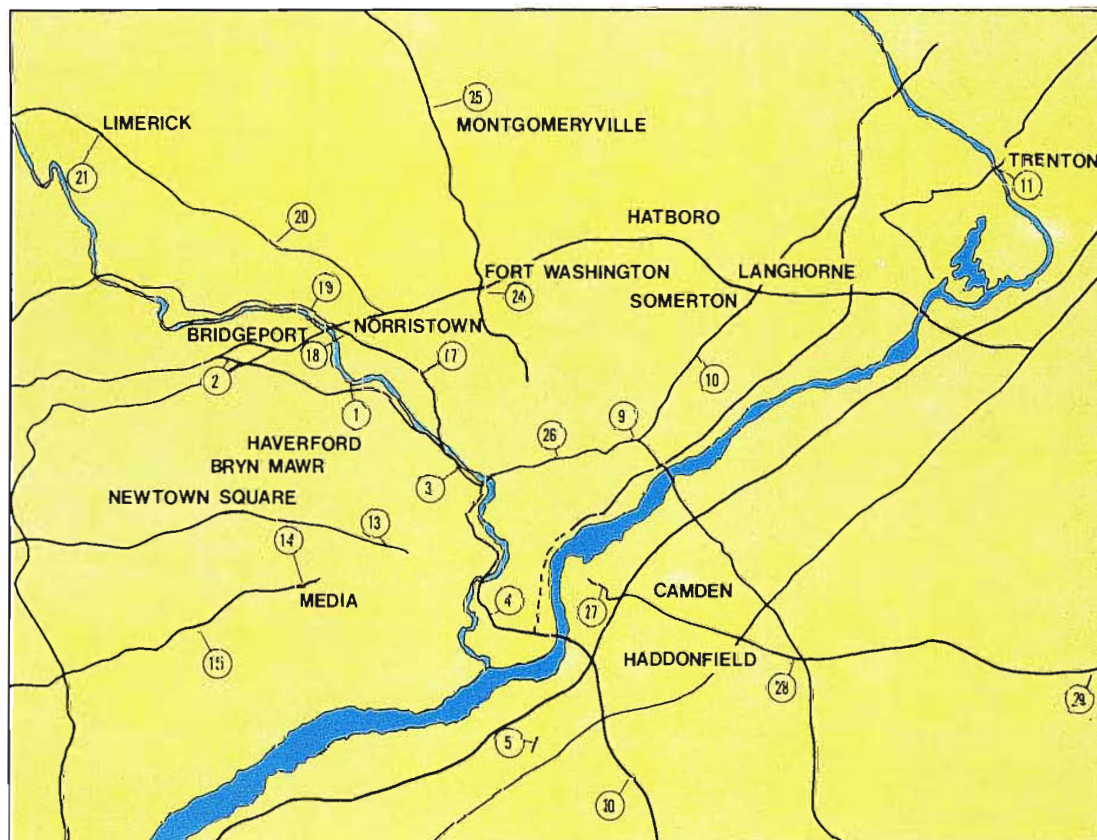 25
MONTGOMERYVILLE
LIMERICK
21
TRENTON
11
20
HATBORO
FORT WASHINGTON
LANGHORNE
24
SOMERTON
19
NORRISTOWN
BRIDGEPORT
18
17
2
10
1
9
26
HAVERFORD
BRYN MAWR
3
NEWTOWN SQUARE
13
14
MEDIA
4
27
CAMDEN
15
HADDONFIELD
28
29
5
30